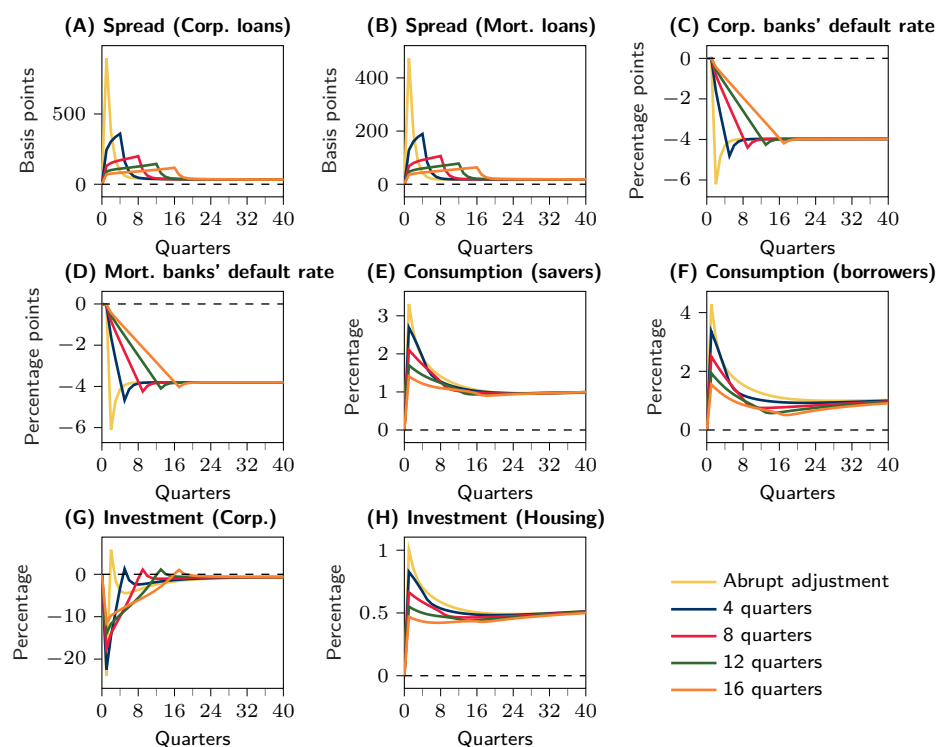 (A) Spread (Corp. loans)
Basis points
500
0
0 8 16 24 32 40
Quarters
(B) Spread (Mort. loans)
Basis points
400
200
0
0 8 16 24 32 40
Quarters
(C) Corp. banks' default rate
Percentage points
0
−2
−4
−6
0 8 16 24 32 40
Quarters
(D) Mort. banks' default rate
Percentage points
0
−2
−4
−6
0 8 16 24 32 40
Quarters
(E) Consumption (savers)
Percentage
3
2
1
0
0 8 16 24 32 40
Quarters
(F) Consumption (borrowers)
Percentage
4
2
0
0 8 16 24 32 40
Quarters
(G) Investment (Corp.)
Percentage
0
−10
−20
0 8 16 24 32 40
Quarters
(H) Investment (Housing)
Percentage
1
0.5
0
0 8 16 24 32 40
Quarters
Abrupt adjustment
4 quarters
8 quarters
12 quarters
16 quarters